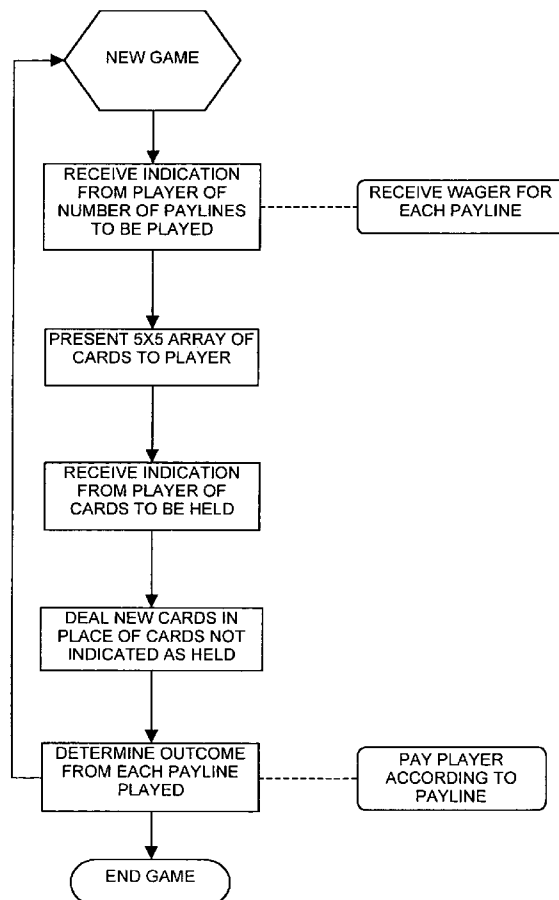 NEW GAME
RECEIVE INDICATION
FROM PLAYER OF
NUMBER OF PAYLINES
TO BE PLAYED
RECEIVE WAGER FOR
EACH PAYLINE
PRESENT 5X5 ARRAY OF
CARDS TO PLAYER
RECEIVE INDICATION
FROM PLAYER OF
CARDS TO BE HELD
DEAL NEW CARDS IN
PLACE OF CARDS NOT
INDICATED AS HELD
DETERMINE OUTCOME
FROM EACH PAYLINE
PLAYED
PAY PLAYER
ACCORDING TO
PAYLINE
END GAME